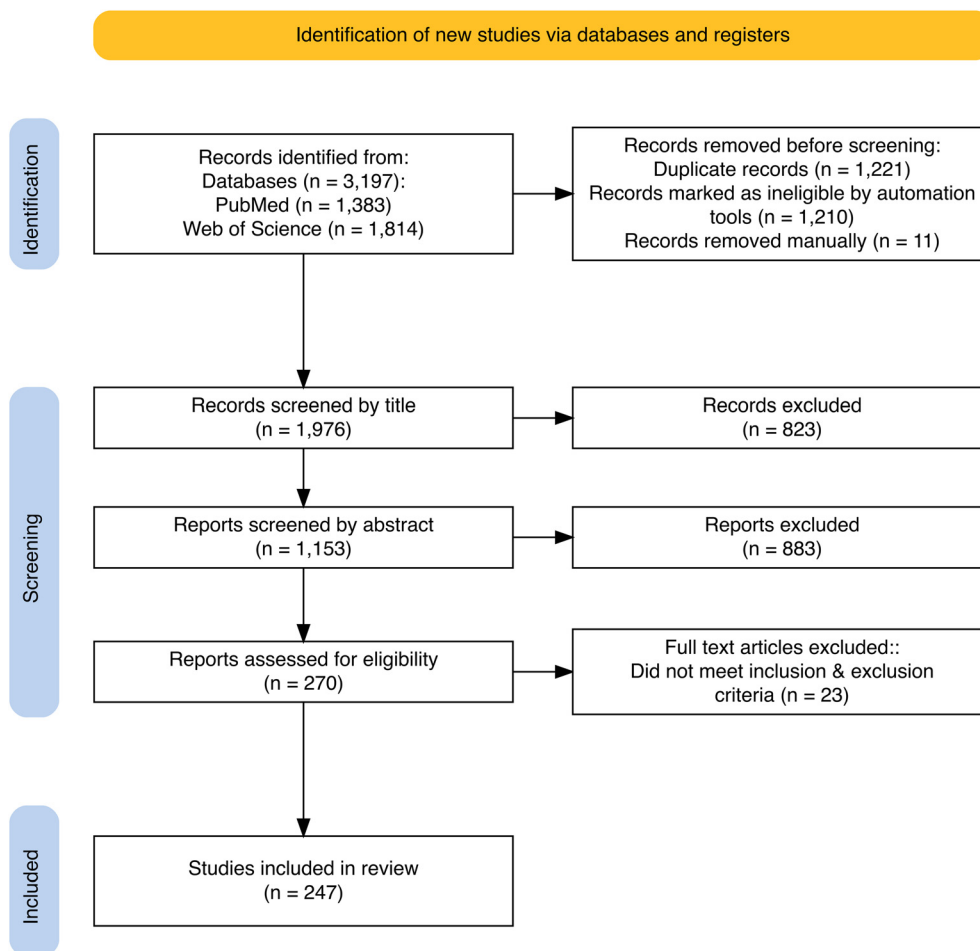 Identification of new studies via databases and registers
Identification
Records identified from:
Databases (n = 3,197):
PubMed (n = 1,383)
Web of Science (n = 1,814)
Records removed before screening:
Duplicate records (n = 1,221)
Records marked as ineligible by automation
tools (n = 1,210)
Records removed manually (n = 11)
Screening
Records screened by title
(n = 1,976)
Records excluded
(n = 823)
Reports screened by abstract
(n = 1,153)
Reports excluded
(n = 883)
Reports assessed for eligibility
(n = 270)
Full text articles excluded::
Did not meet inclusion & exclusion
criteria (n = 23)
Included
Studies included in review
(n = 247)